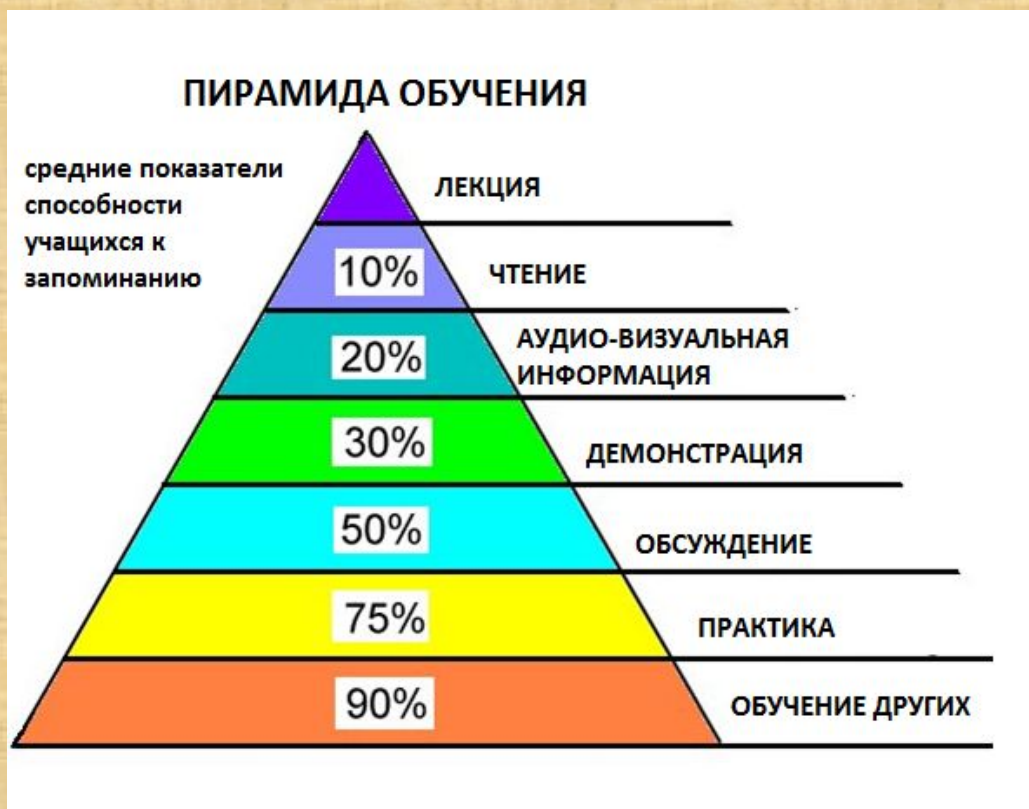 ПИРАМИДА ОБУЧЕНИЯ
средние показатели
способности
учащихся к
запоминанию
ЛЕКЦИЯ
10%
ЧТЕНИЕ
20%
АУДИО-ВИЗУАЛЬНАЯ
ИНФОРМАЦИЯ
30%
ДЕМОНСТРАЦИЯ
50%
ОБСУЖДЕНИЕ
75%
ПРАКТИКА
90%
ОБУЧЕНИЕ ДРУГИХ